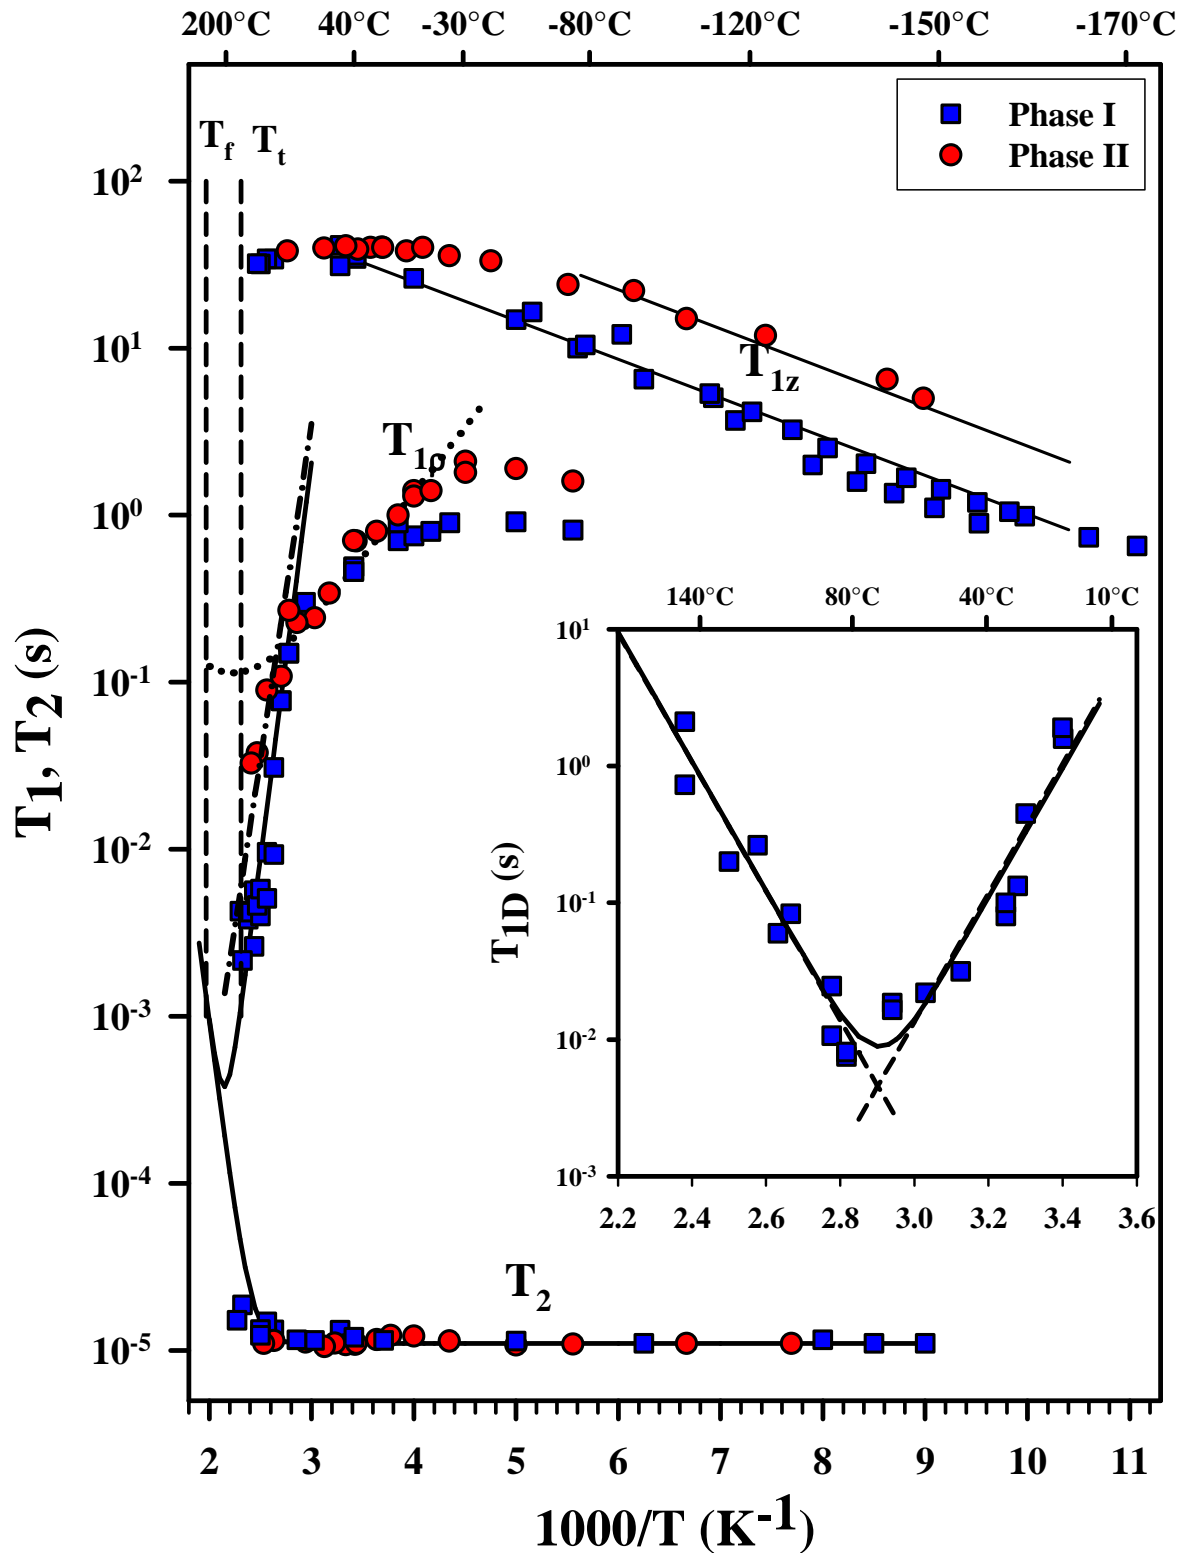 200°C 40°C -30°C -80°C -120°C -150°C -170°C
Phase I
Phase II
T_f T_t
10^2
10^1
10^0
10^-1
10^-2
10^-3
10^-4
10^-5
T_1, T_2 (s)
T_1z
T_1ρ
T_2
140°C 80°C 40°C 10°C
10^1
10^0
10^-1
10^-2
10^-3
T_1D (s)
2.2 2.4 2.6 2.8 3.0 3.2 3.4 3.6
2 3 4 5 6 7 8 9 10 11
1000/T (K^-1)